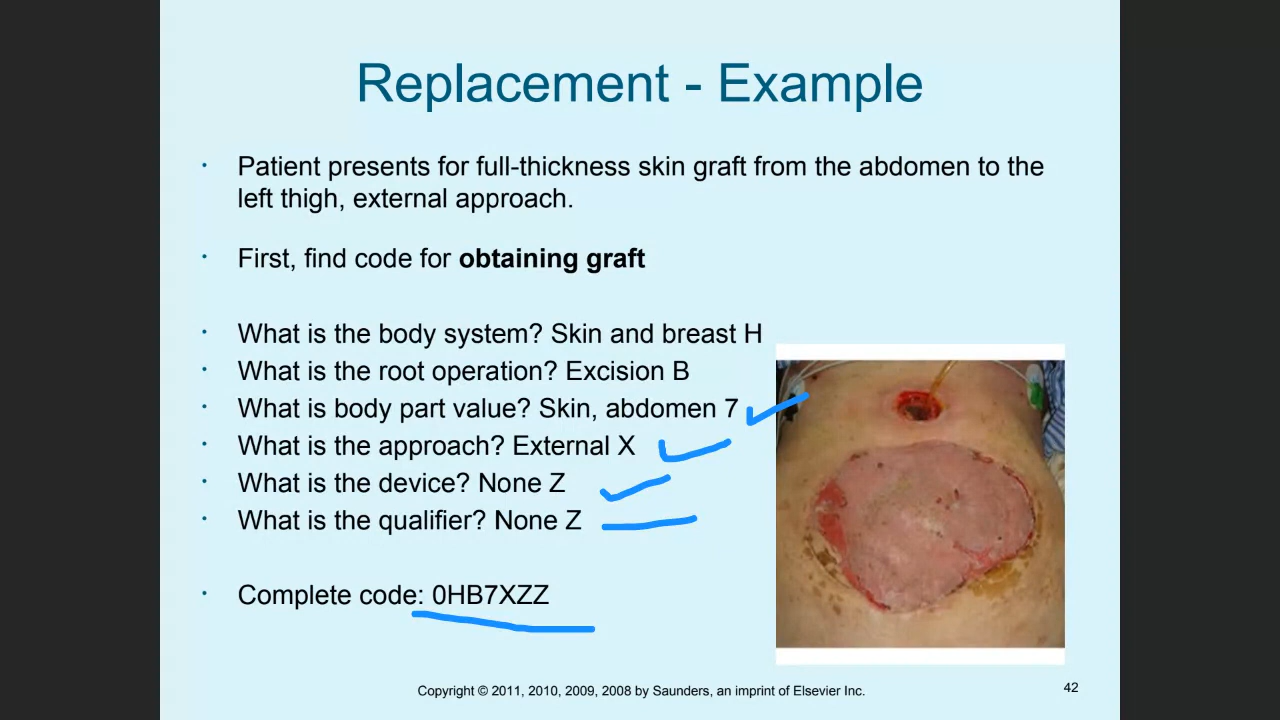 Replacement - Example
• Patient presents for full-thickness skin graft from the abdomen to the
left thigh, external approach.
• First, find code for obtaining graft
• What is the body system? Skin and breast H
• What is the root operation? Excision B
• What is body part value? Skin, abdomen 7
• What is the approach? External X
• What is the device? None Z
• What is the qualifier? None Z
• Complete code: 0HB7XZZ
Copyright © 2011, 2010, 2009, 2008 by Saunders, an imprint of Elsevier Inc.
42